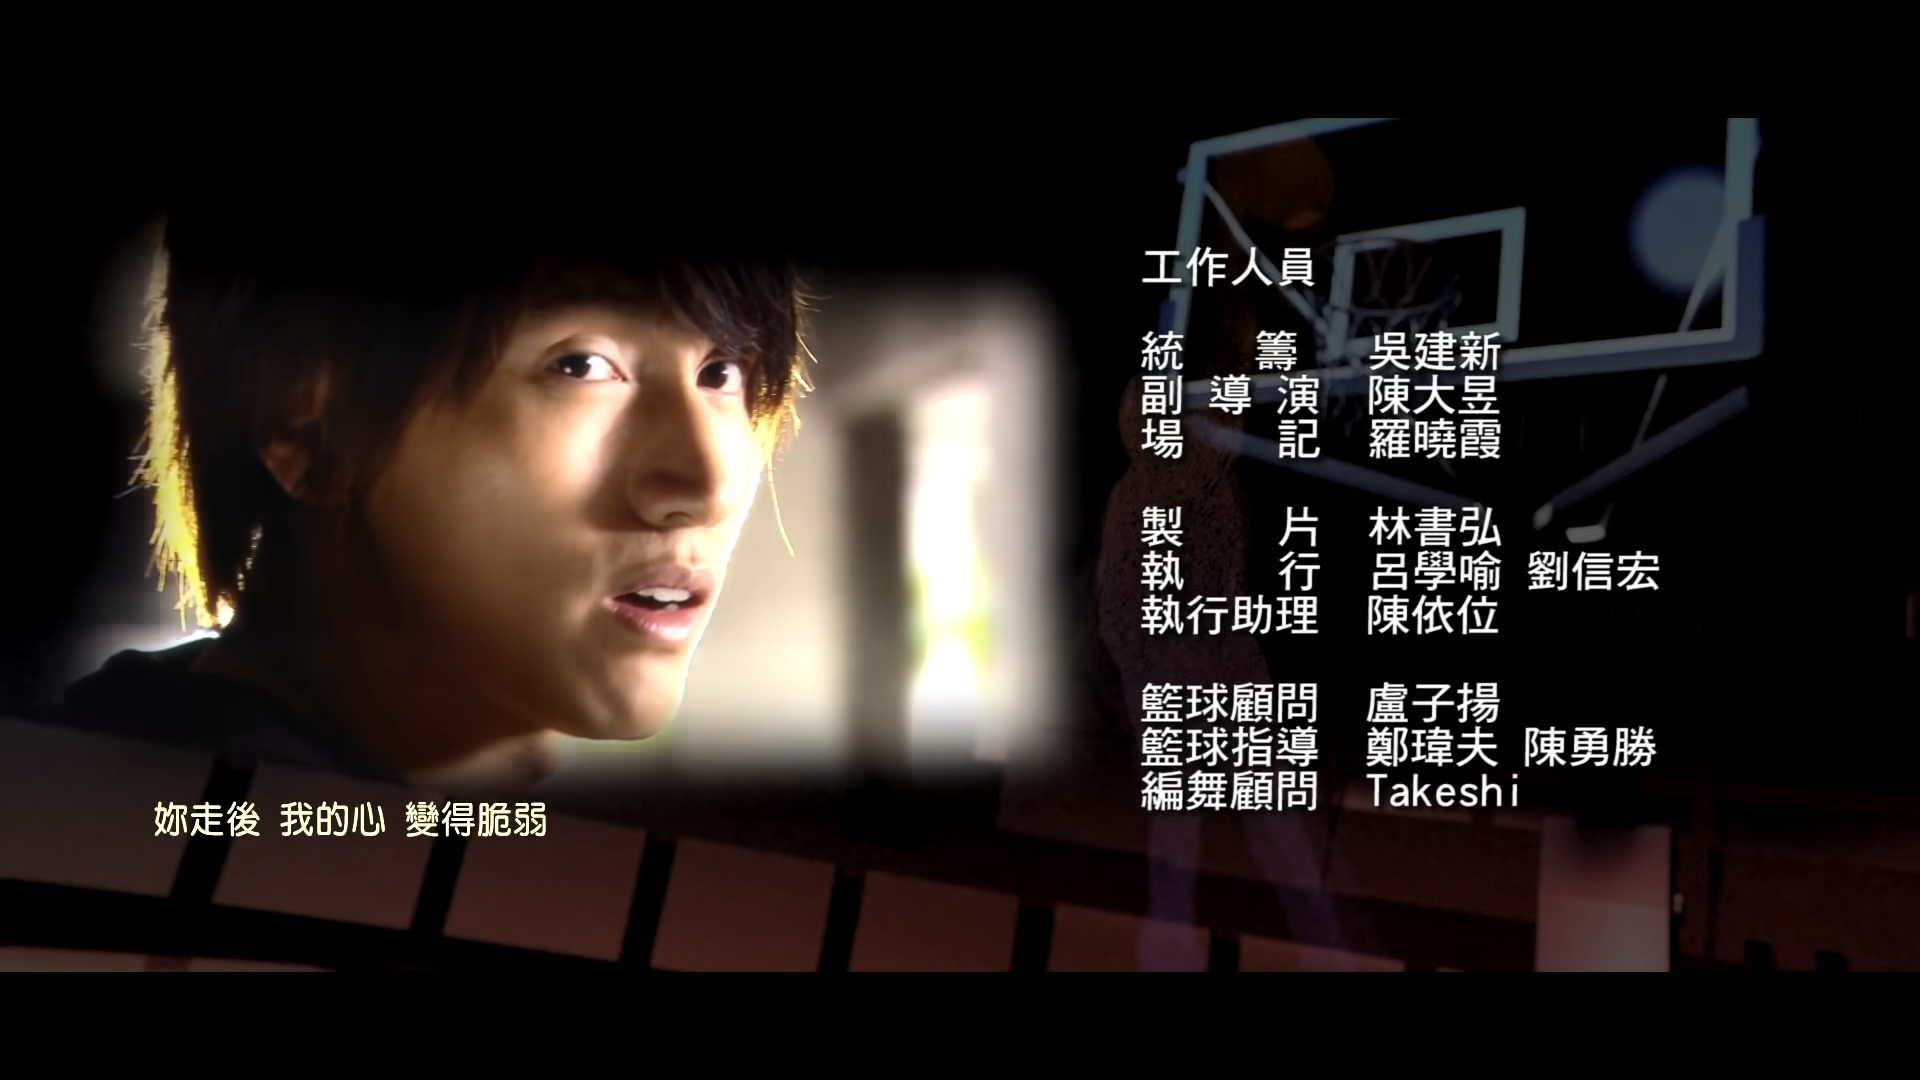 工作人員
統 籌 吳建新
副 導 演 陳大昱
場 記 羅曉霞
製 片 林書弘
執 行 呂學喻 劉信宏
執行助理 陳依位
籃球顧問 盧子揚
籃球指導 鄭瑋夫 陳勇勝
編舞顧問 Takeshi
妳走後 我的心 變得脆弱